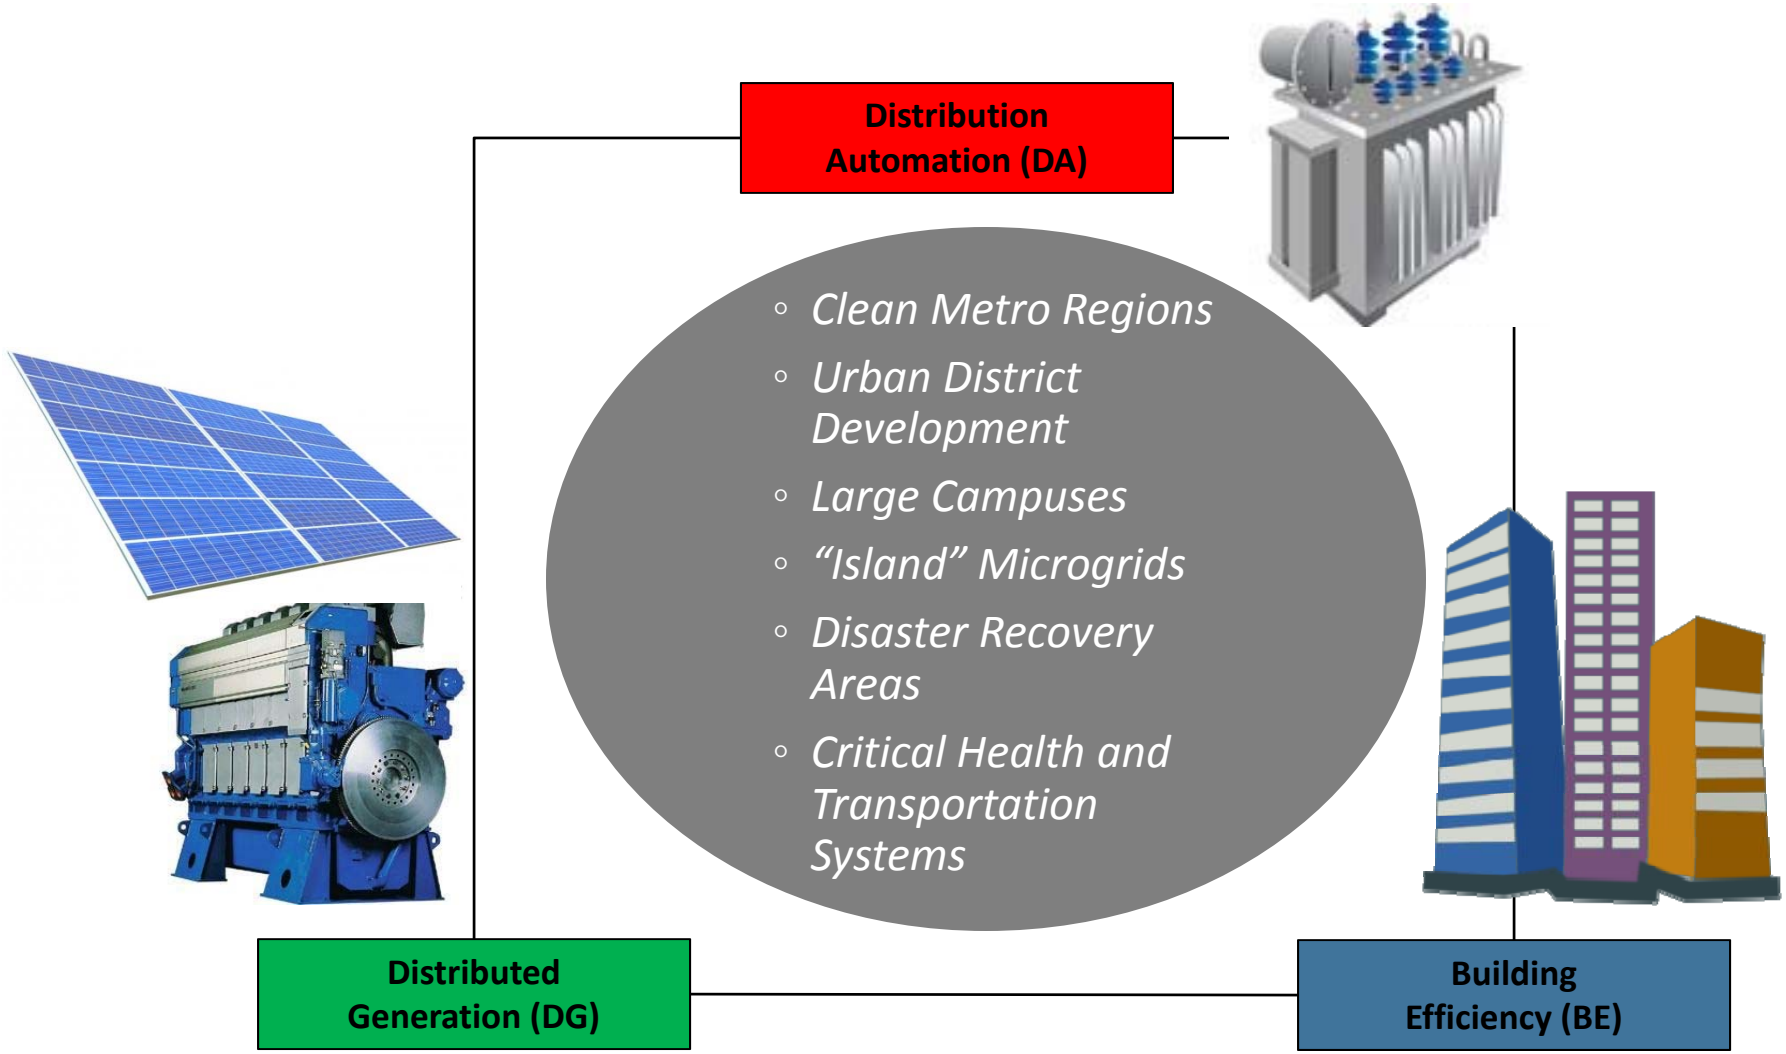 Distribution
Automation (DA)
◦ Clean Metro Regions
◦ Urban District
Development
◦ Large Campuses
◦ “Island” Microgrids
◦ Disaster Recovery
Areas
◦ Critical Health and
Transportation
Systems
Distributed
Generation (DG)
Building
Efficiency (BE)